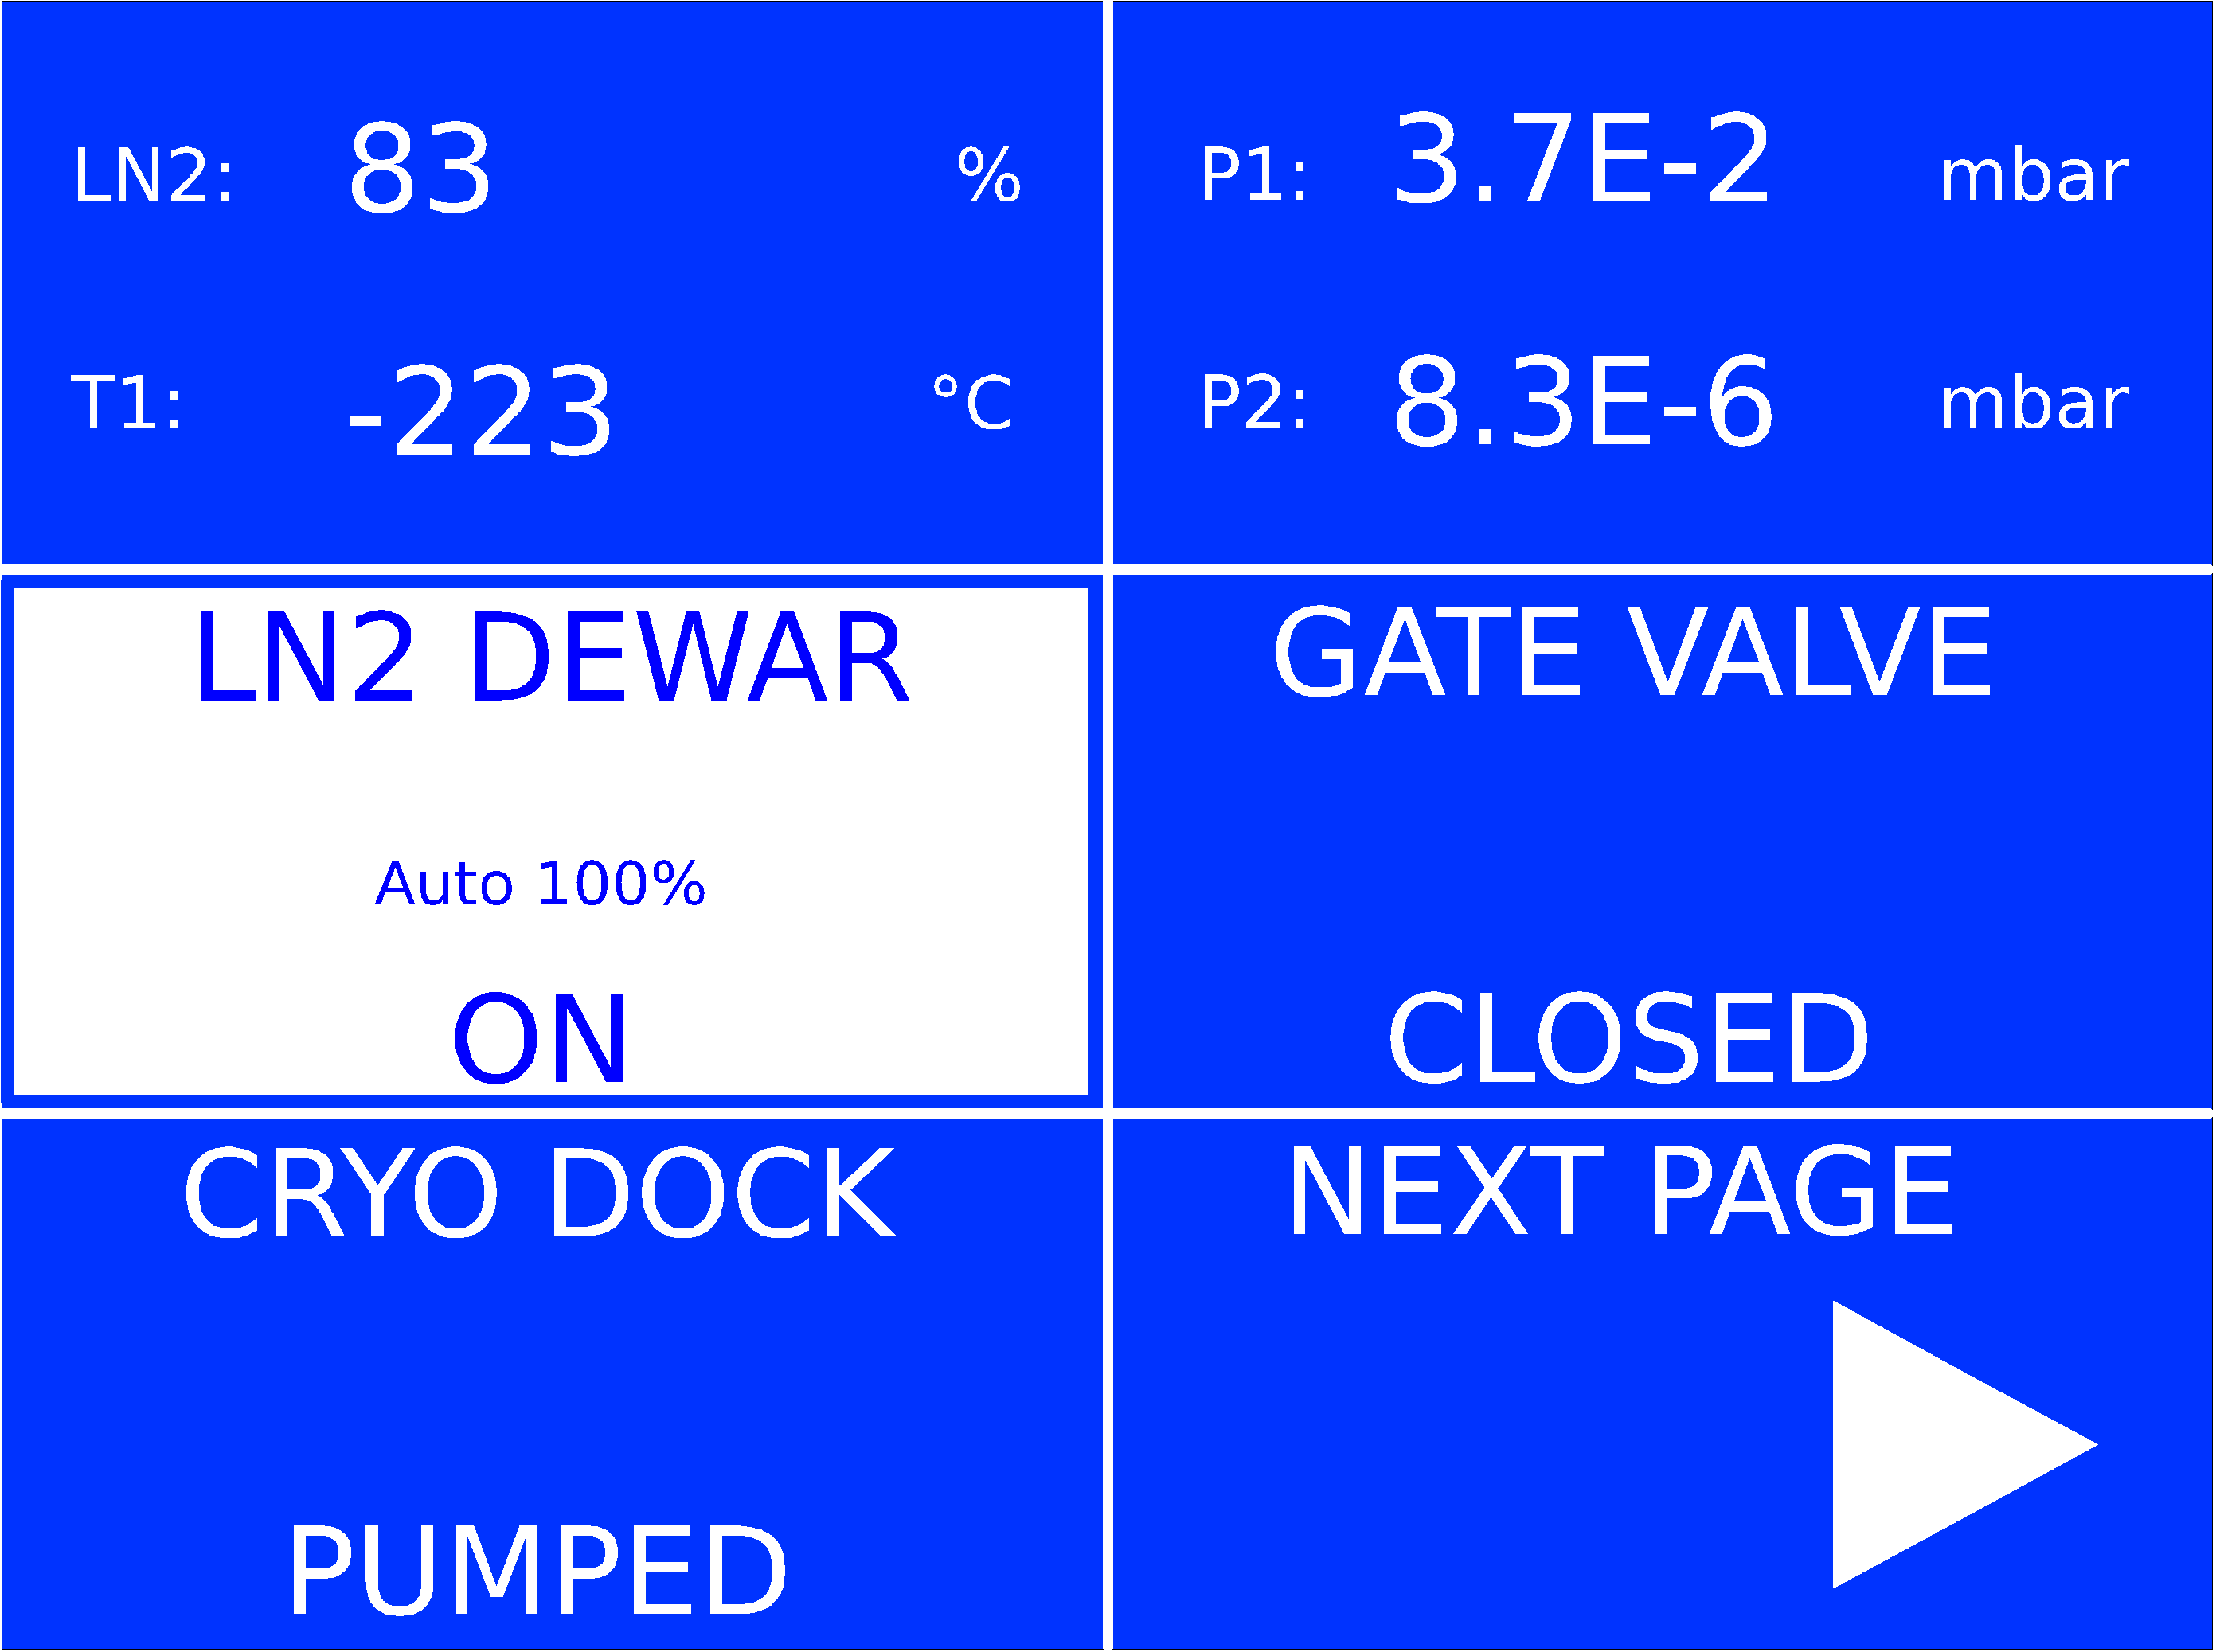 LN2: 83 %
T1: -223 °C
P1: 3.7E-2 mbar
P2: 8.3E-6 mbar
LN2 DEWAR
Auto 100%
ON
GATE VALVE
CLOSED
CRYO DOCK
PUMPED
NEXT PAGE